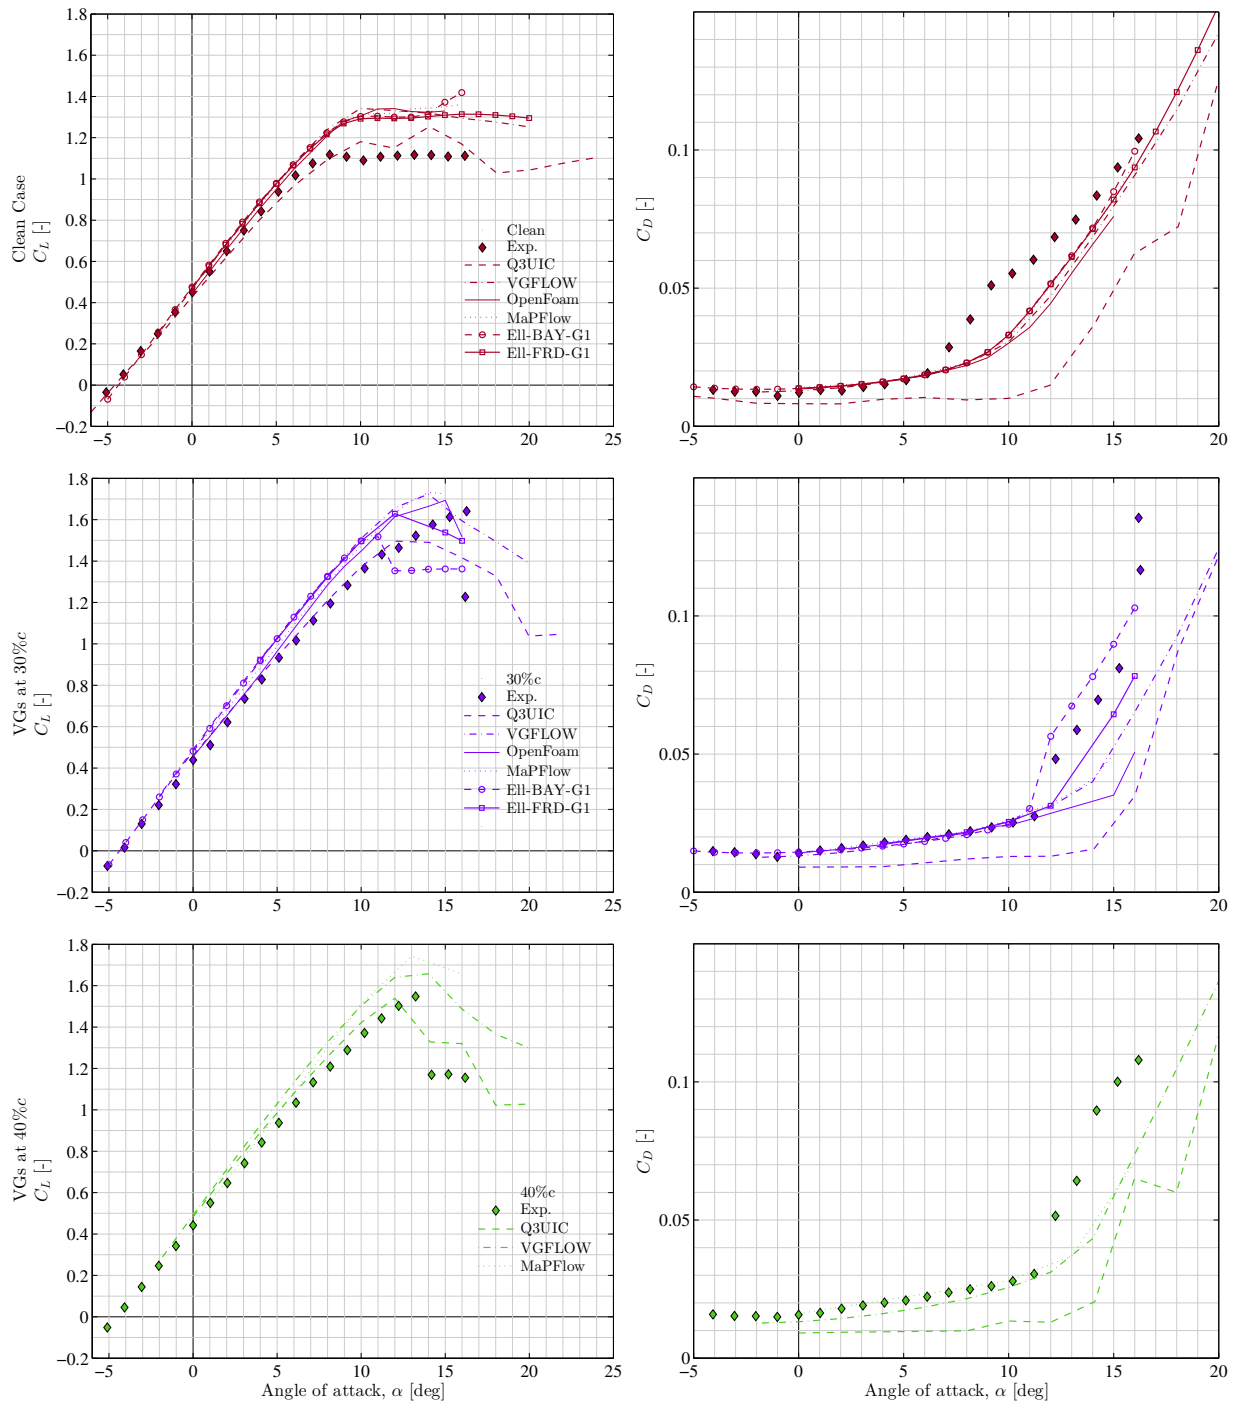 Clean Case
C_L [-]
1.8
1.6
1.4
1.2
1
0.8
0.6
0.4
0.2
0
−0.2
−5 0 5 10 15 20 25
Clean
Exp.
Q3UIC
VGFLOW
OpenFoam
MaPFlow
Ell-BAY-G1
Ell-FRD-G1
C_D [-]
0.1
0.05
0
−5 0 5 10 15 20
VGs at 30%c
C_L [-]
1.8
1.6
1.4
1.2
1
0.8
0.6
0.4
0.2
0
−0.2
−5 0 5 10 15 20 25
30%c
Exp.
Q3UIC
VGFLOW
OpenFoam
MaPFlow
Ell-BAY-G1
Ell-FRD-G1
C_D [-]
0.1
0.05
0
−5 0 5 10 15 20
VGs at 40%c
C_L [-]
1.8
1.6
1.4
1.2
1
0.8
0.6
0.4
0.2
0
−0.2
−5 0 5 10 15 20 25
Angle of attack, α [deg]
40%c
Exp.
Q3UIC
VGFLOW
MaPFlow
C_D [-]
0.1
0.05
0
−5 0 5 10 15 20
Angle of attack, α [deg]